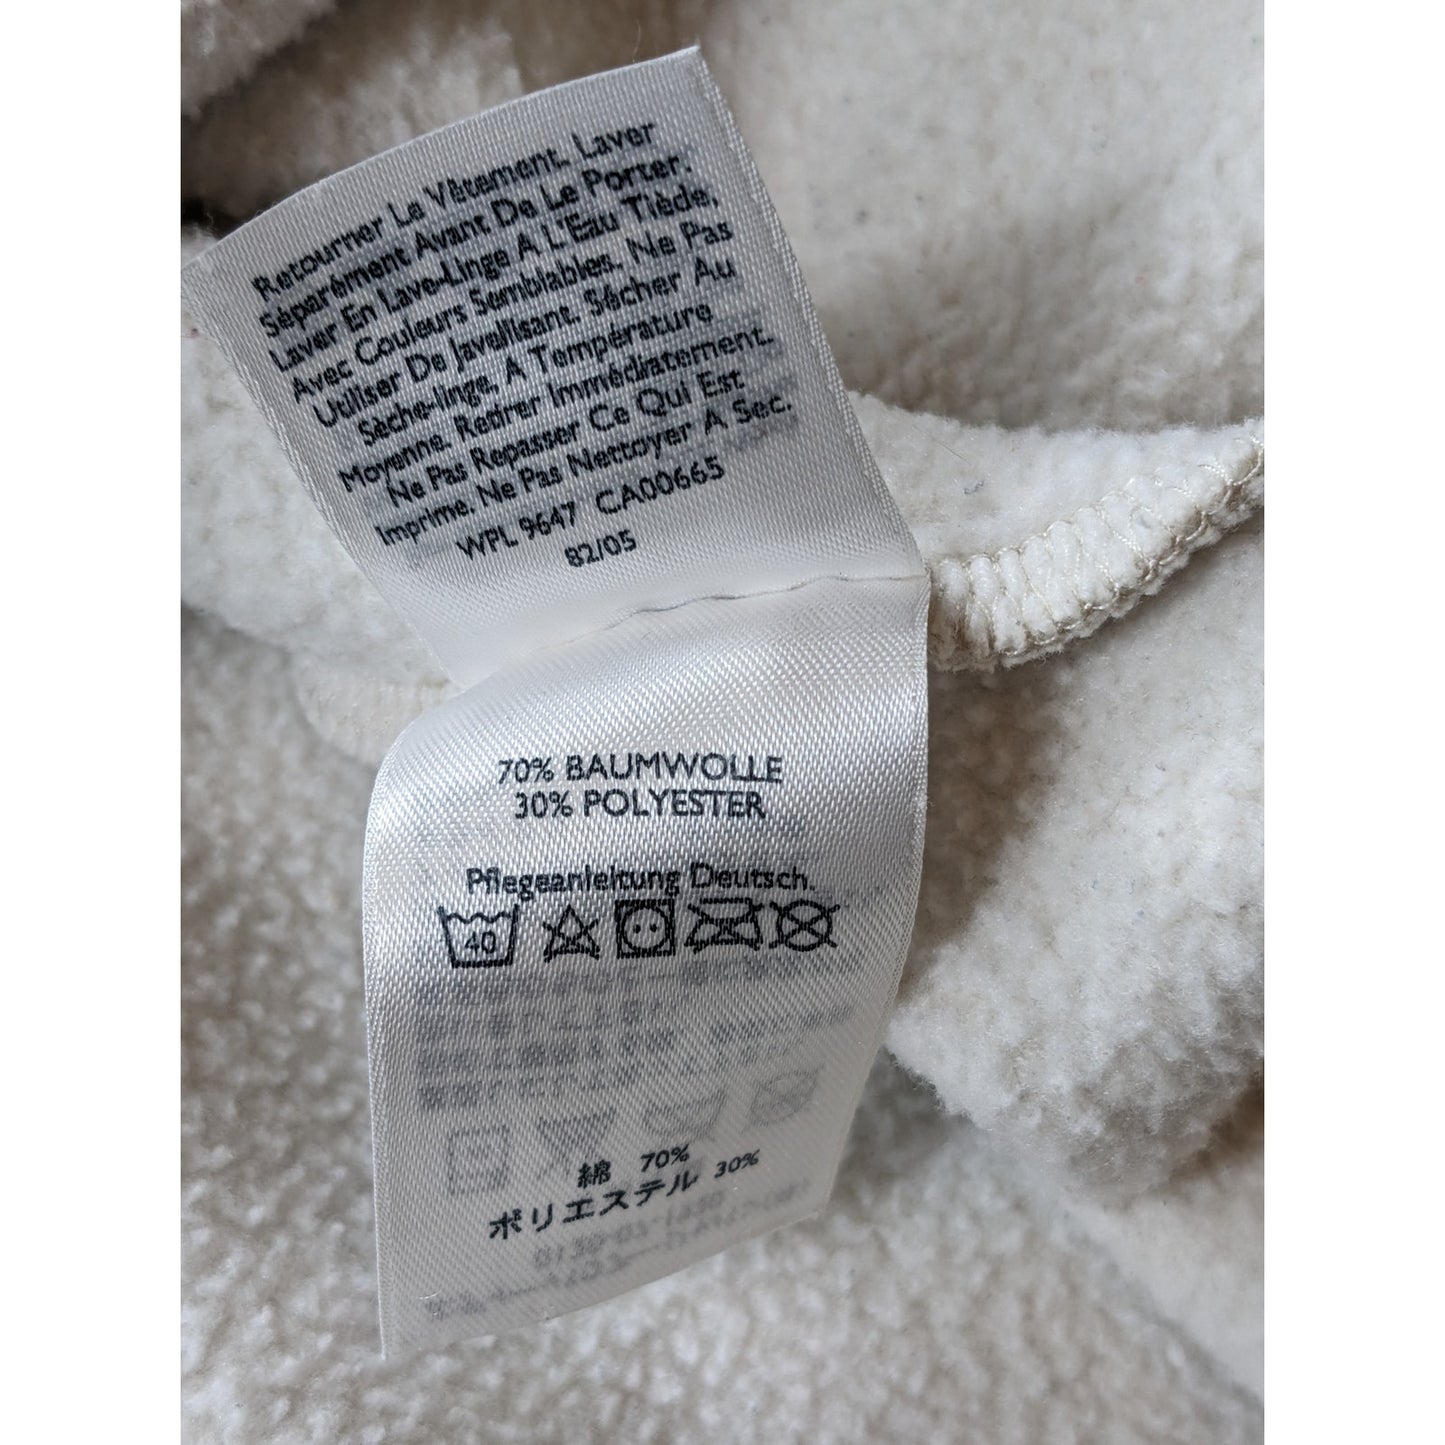 Retourner Le Vêtement. Laver
Séparément Avant De Le Porter.
Laver En Lave-Linge A L'Eau Tiède,
Avec Couleurs Semblables. Ne Pas
Utiliser De Javellisant. Sécher Au
Sèche-linge, A Température
Moyenne. Retirer Immédiatement.
Ne Pas Repasser Ce Qui Est
Imprime. Ne Pas Nettoyer A Sec.
WPL 9647 CA00665
82/05
70% BAUMWOLLE
30% POLYESTER
Pflegeanleitung Deutsch.
40
綿 70%
ポリエステル 30%